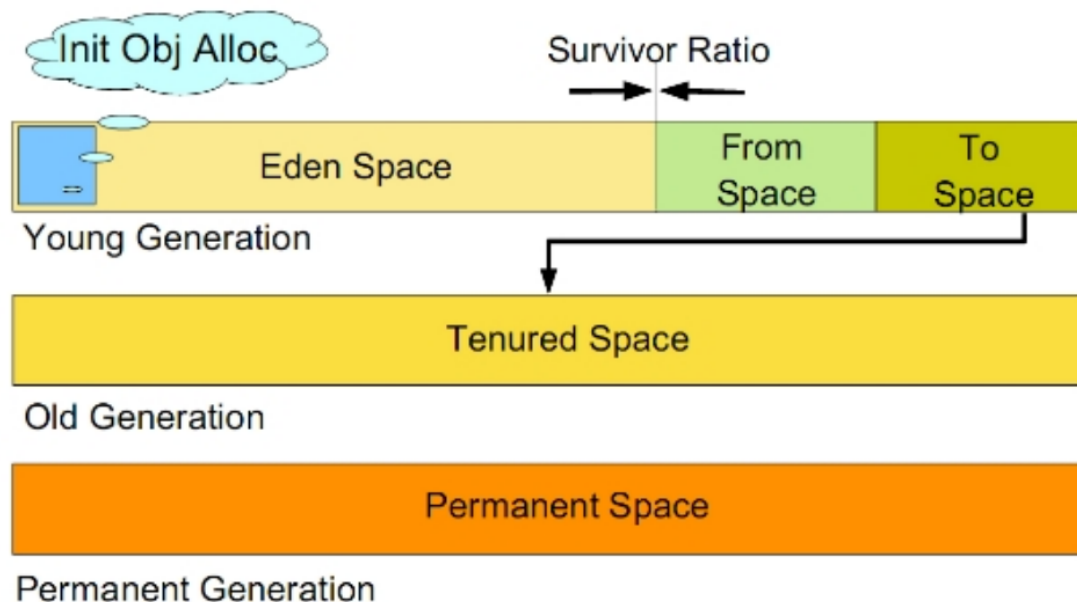 Init Obj Alloc
Survivor Ratio
Eden Space
From
Space
To
Space
Young Generation
Tenured Space
Old Generation
Permanent Space
Permanent Generation